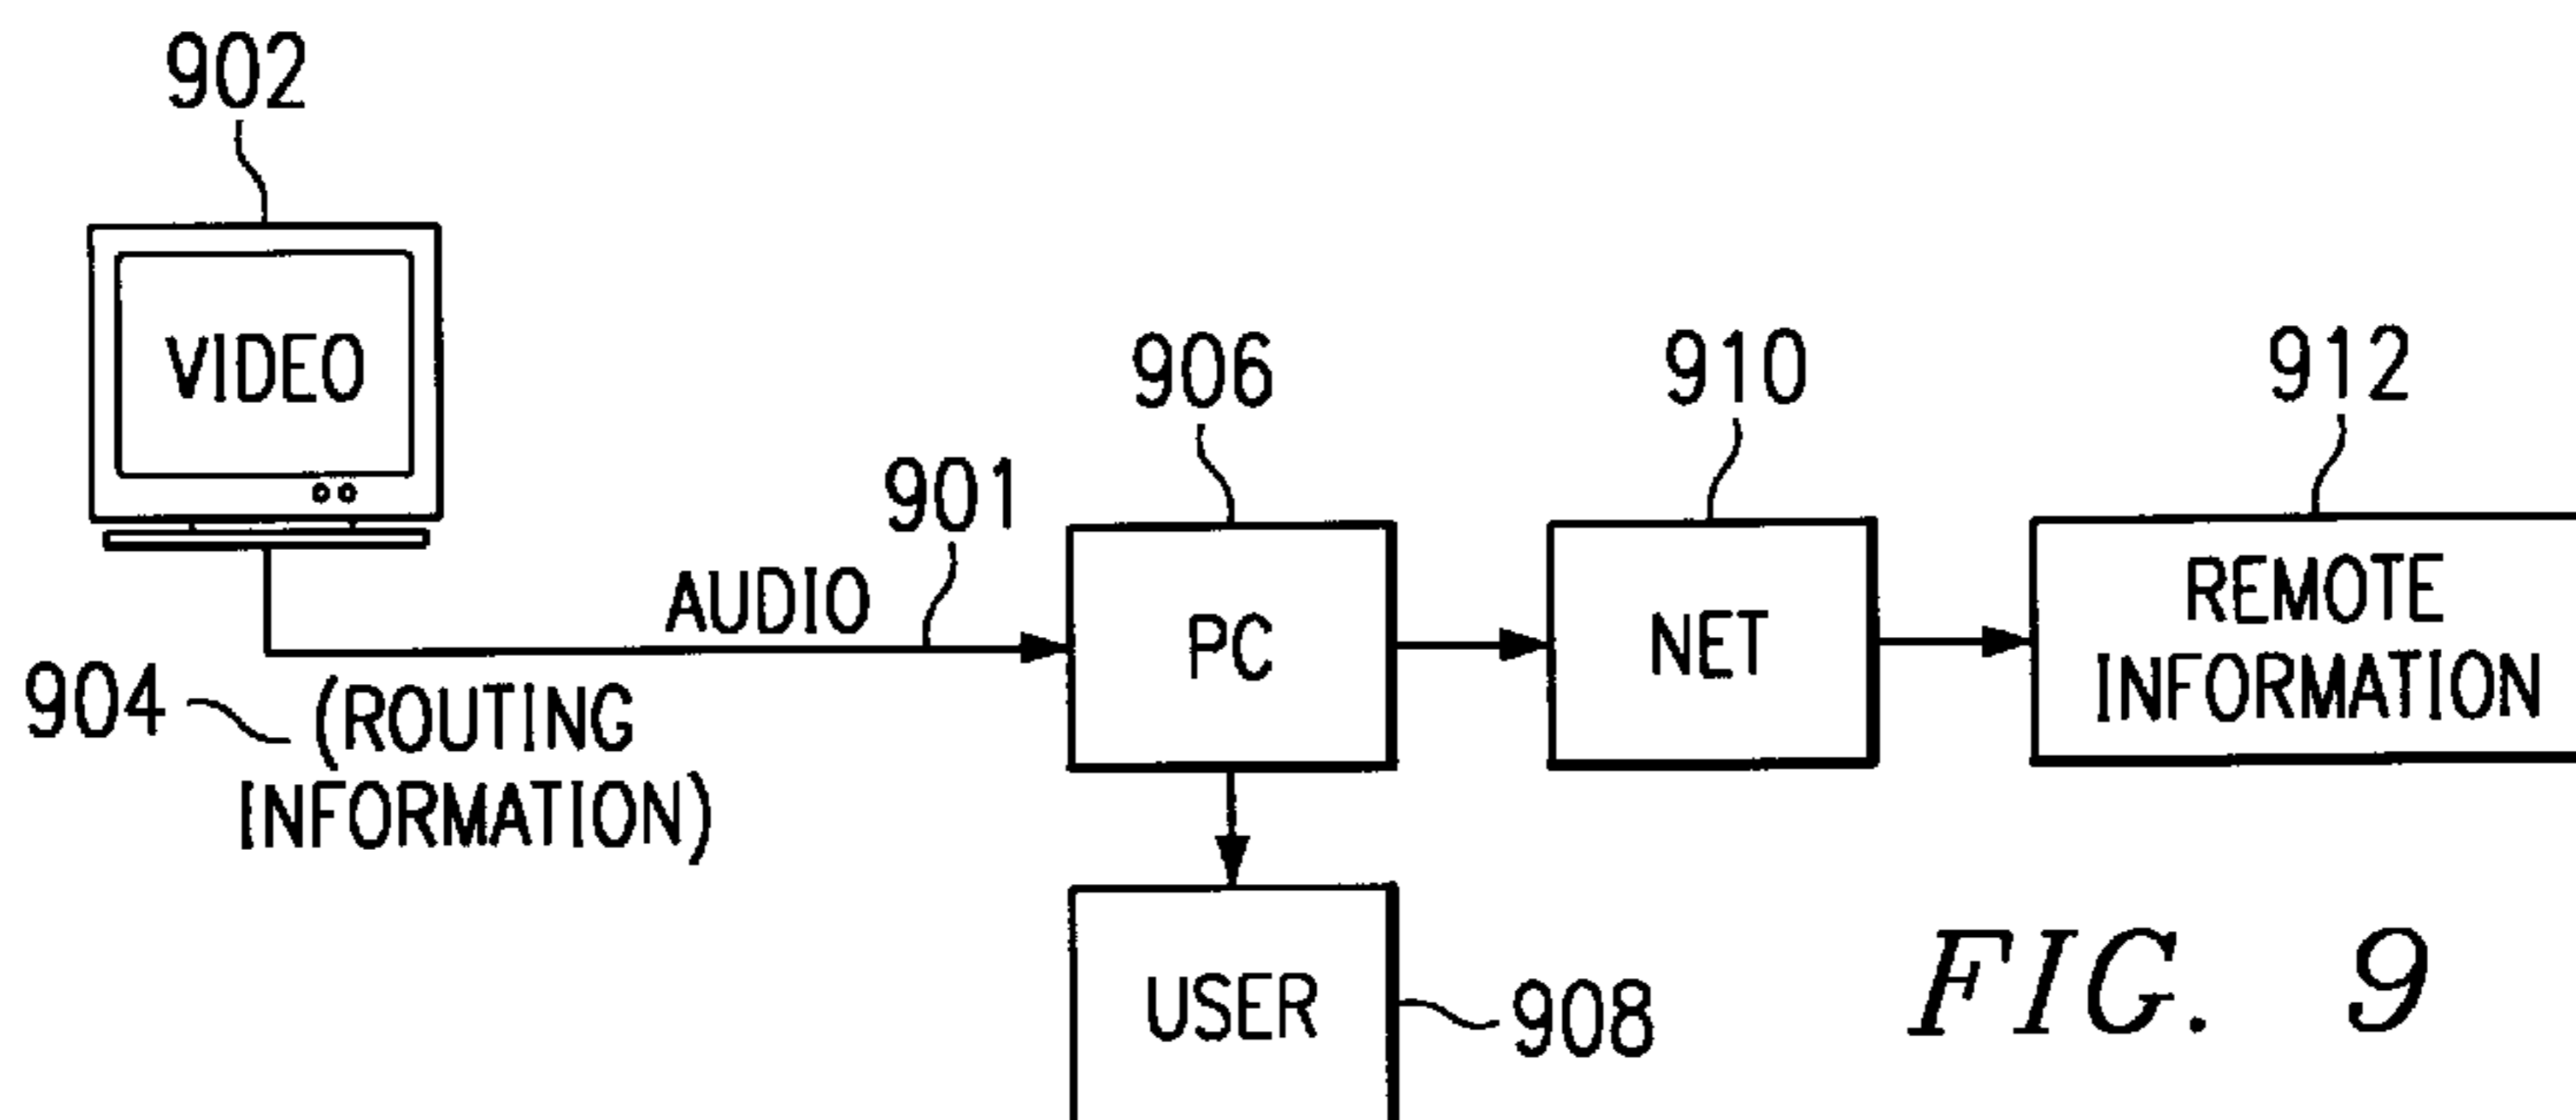 902
VIDEO
906
910
912
901
AUDIO
PC
NET
REMOTE
INFORMATION
904
(ROUTING
INFORMATION)
USER
908
FIG. 9